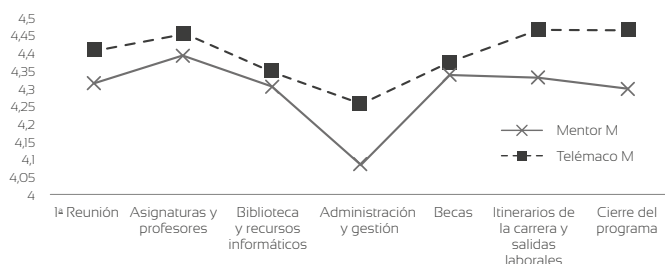 4,5
4,45
4,4
4,35
4,3
4,25
4,2
4,15
4,1
4,05
4
Mentor M
Telémaco M
1ª Reunión
Asignaturas y
profesores
Biblioteca
y recursos
informáticos
Administración
y gestión
Becas
Itinerarios de
la carrera y
salidas
laborales
Cierre del
programa